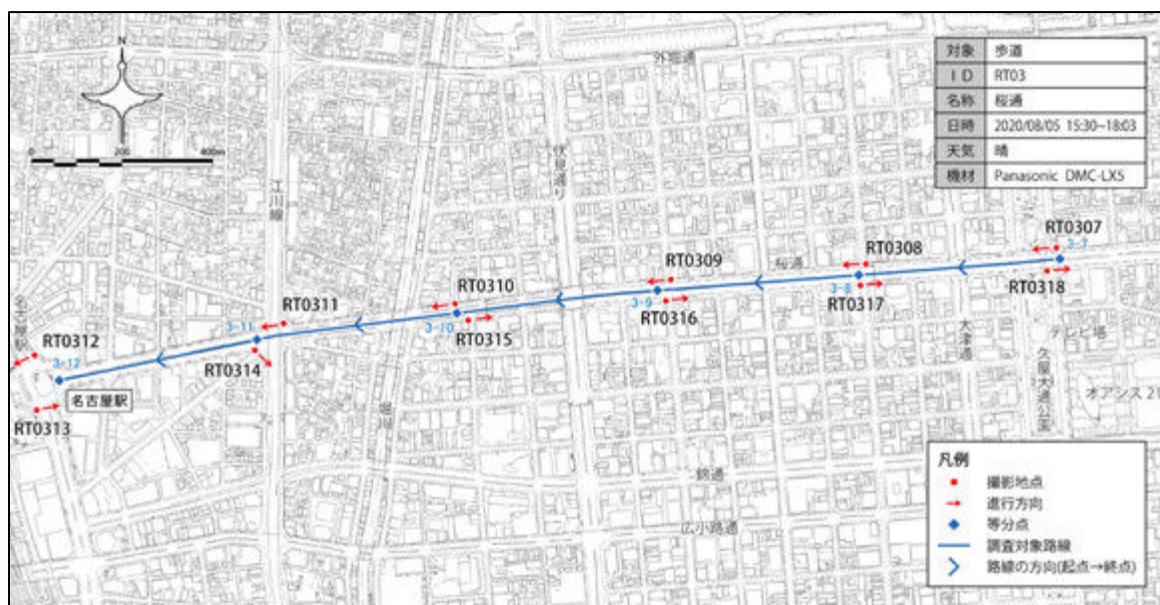 対象 歩道
ID RT03
名称 桜通
日時 2020/08/05 15:30~18:03
天気 晴
機材 Panasonic DMC-LX5
N
0 200 400m
外堀通
江川線
伏見通り
RT0307
3-7
RT0308
RT0309
桜通
3-8
RT0318
RT0310
3-9
RT0317
RT0311
RT0316
3-11
3-10
RT0315
大津通
テレビ塔
RT0312
3-12
RT0314
堀川
久屋大通公園
名古屋駅
オアシス21
RT0313
錦通
広小路通
凡例
撮影地点
進行方向
等分点
調査対象路線
路線の方向(起点→終点)